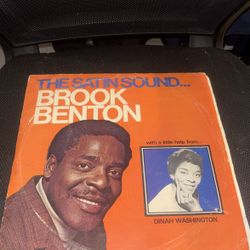 THE SATIN SOUND...
BROOK
BENTON
with a little help from...
DINAH WASHINGTON